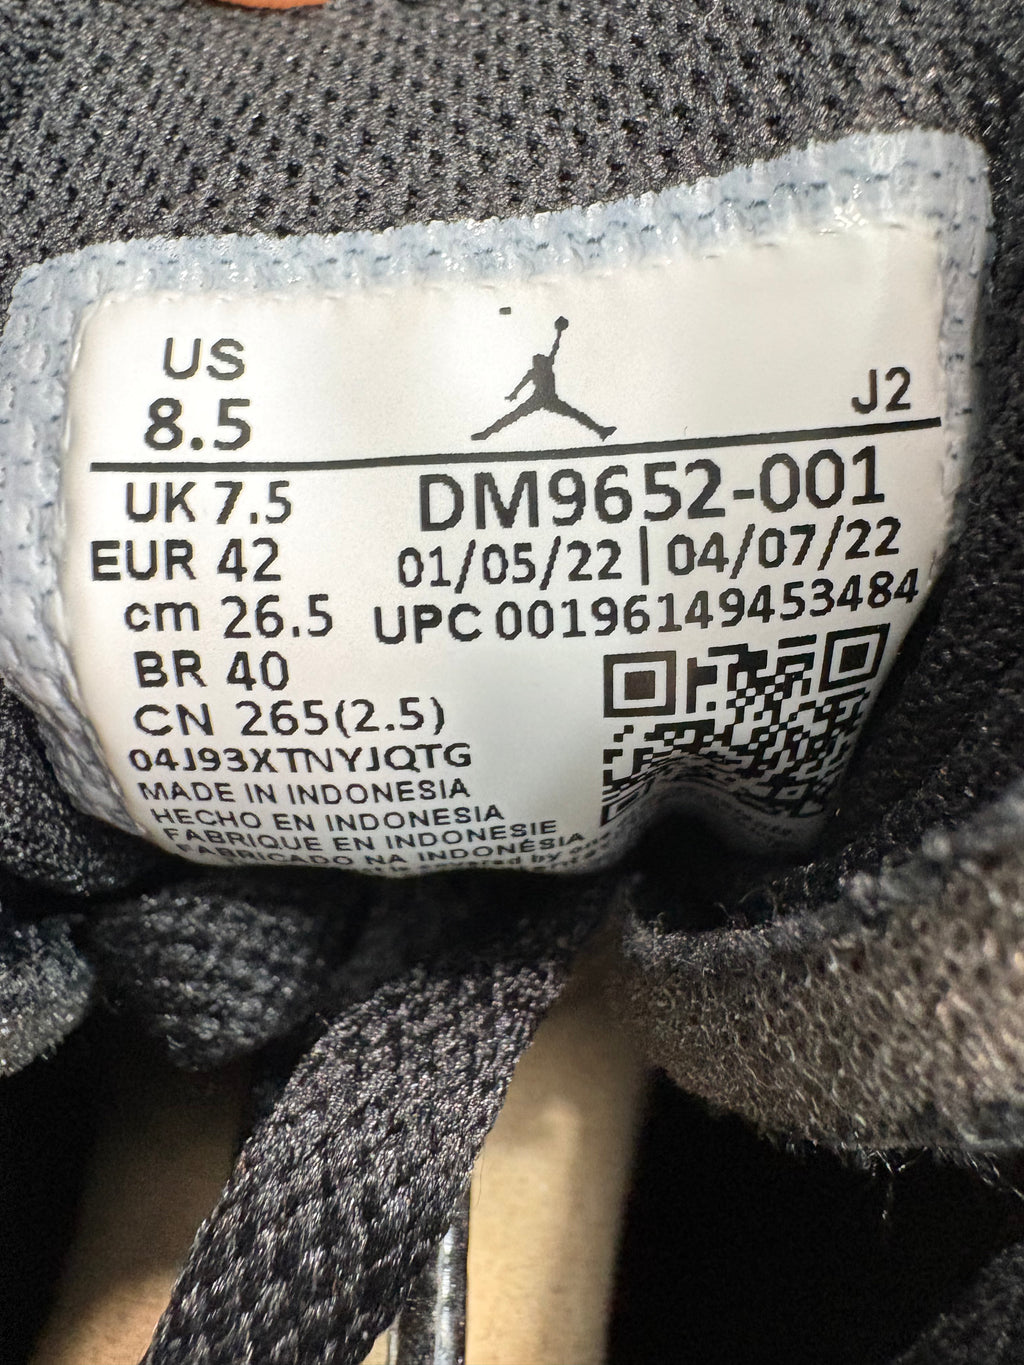 US
8.5
J2
UK 7.5
DM9652-001
EUR 42
01/05/22 | 04/07/22
cm 26.5
UPC 00196149453484
BR 40
CN 265(2.5)
04J93XTNYJQTG
MADE IN INDONESIA
HECHO EN INDONESIA
FABRIQUE EN INDONESIE
FABRICADO NA INDONÉSIA
covered by